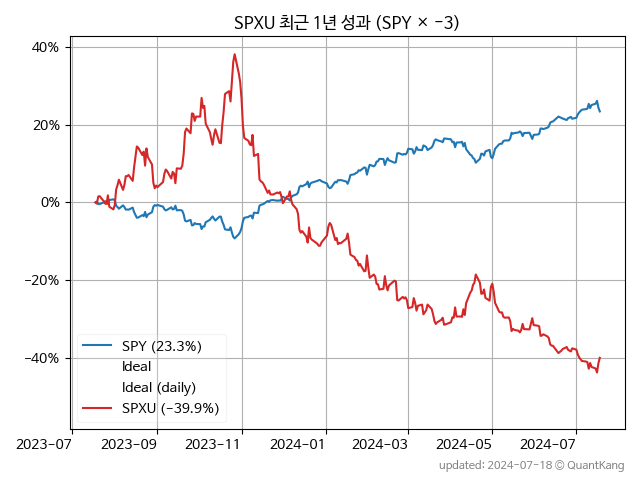 SPXU 최근 1년 성과 (SPY × −3)
40%
20%
0%
−20%
−40%
SPY (23.3%)
Ideal
Ideal (daily)
SPXU (−39.9%)
2023−07 2023−09 2023−11 2024−01 2024−03 2024−05 2024−07
updated: 2024−07−18 © QuantKang